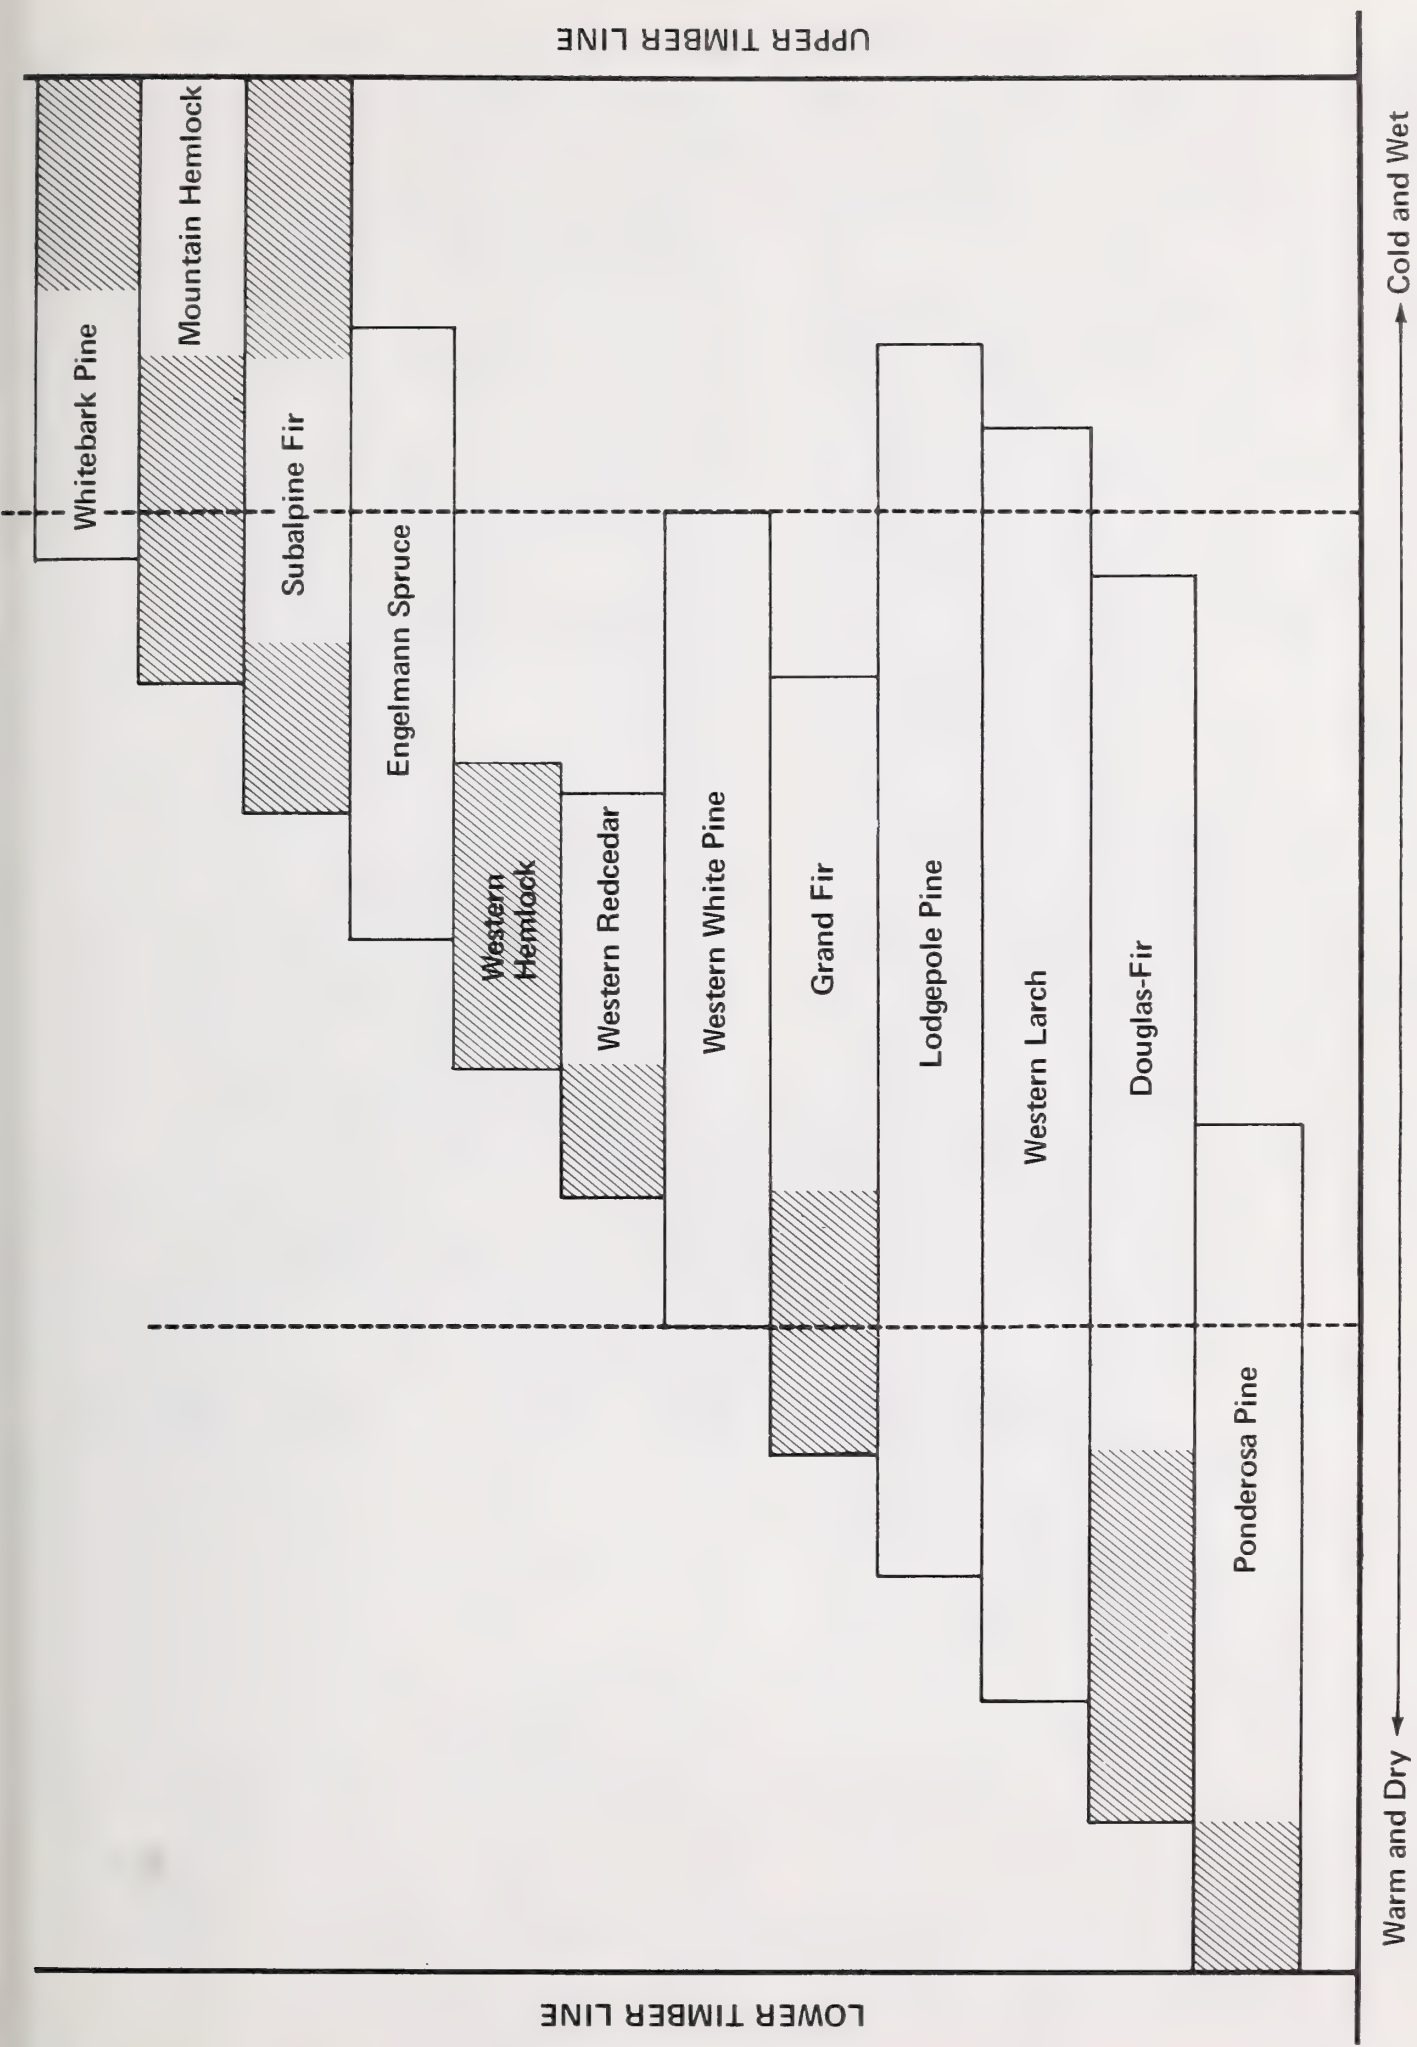 UPPER TIMBER LINE
Whitebark Pine
Mountain Hemlock
Subalpine Fir
Engelmann Spruce
Western
Hemlock
Western Redcedar
Western White Pine
Grand Fir
Lodgepole Pine
Western Larch
Douglas-Fir
Ponderosa Pine
LOWER TIMBER LINE
Warm and Dry
Cold and Wet